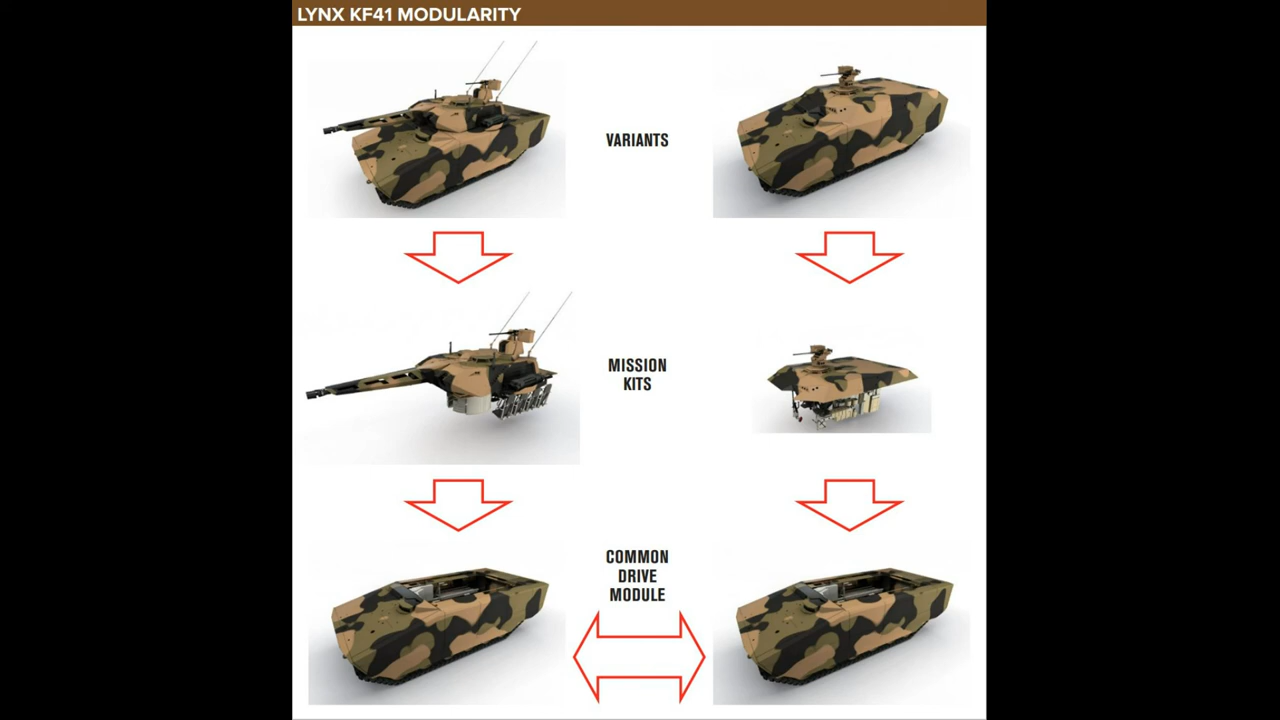 LYNX KF41 MODULARITY
VARIANTS
MISSION
KITS
COMMON
DRIVE
MODULE